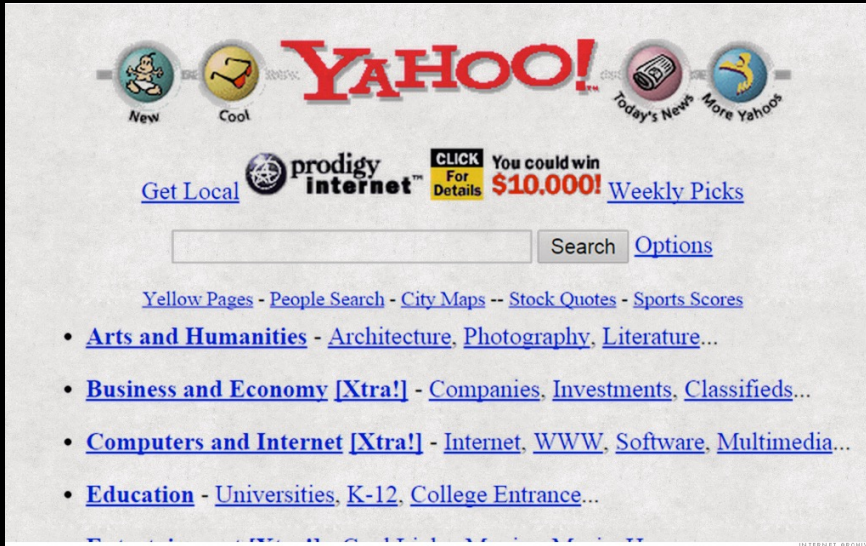 YAHOO!™
New
Cool
Today's News
More Yahoos
Get Local
prodigy
internet™
CLICK
For
Details
You could win
$10,000!
Weekly Picks
Search
Options
Yellow Pages - People Search - City Maps -- Stock Quotes - Sports Scores
• Arts and Humanities - Architecture, Photography, Literature...
• Business and Economy [Xtra!] - Companies, Investments, Classifieds...
• Computers and Internet [Xtra!] - Internet, WWW, Software, Multimedia...
• Education - Universities, K-12, College Entrance...
INTERNET